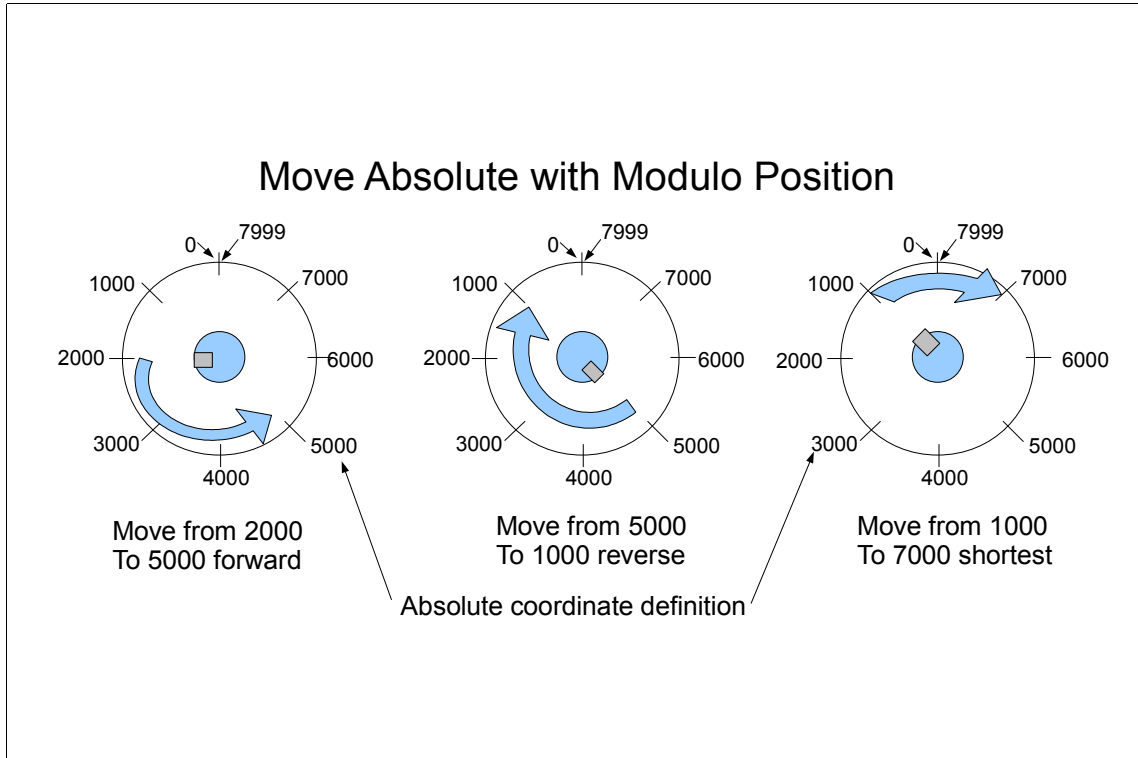 Move Absolute with Modulo Position
0 7999
1000 7000
2000 6000
3000 5000
4000
Move from 2000
To 5000 forward
0 7999
1000 7000
2000 6000
3000 5000
4000
Move from 5000
To 1000 reverse
0 7999
1000 7000
2000 6000
3000 5000
4000
Move from 1000
To 7000 shortest
Absolute coordinate definition